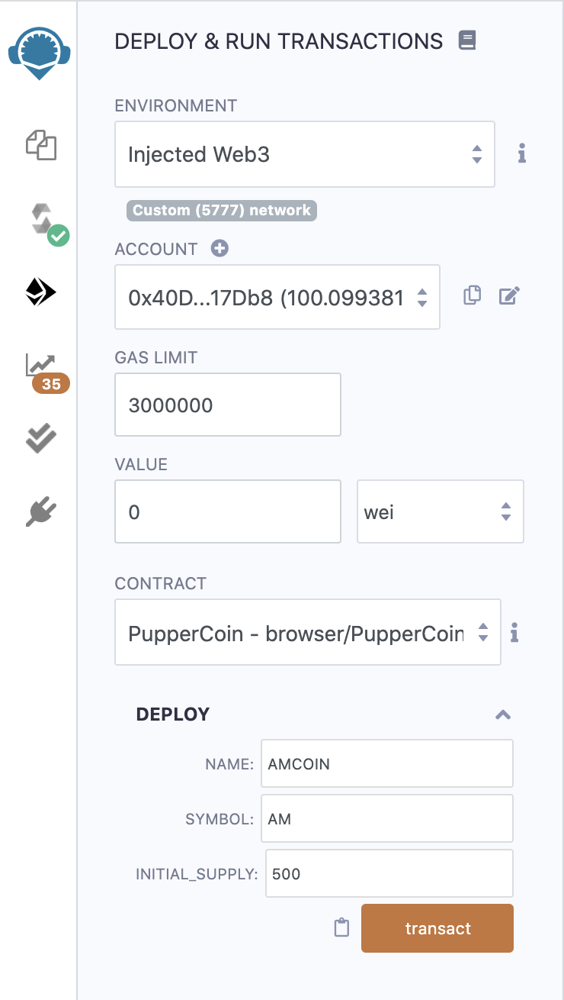 DEPLOY & RUN TRANSACTIONS
ENVIRONMENT
Injected Web3
Custom (5777) network
ACCOUNT
0x40D...17Db8 (100.099381
GAS LIMIT
35
3000000
VALUE
0
wei
CONTRACT
PupperCoin - browser/PupperCoin
DEPLOY
NAME: AMCOIN
SYMBOL: AM
INITIAL_SUPPLY: 500
transact